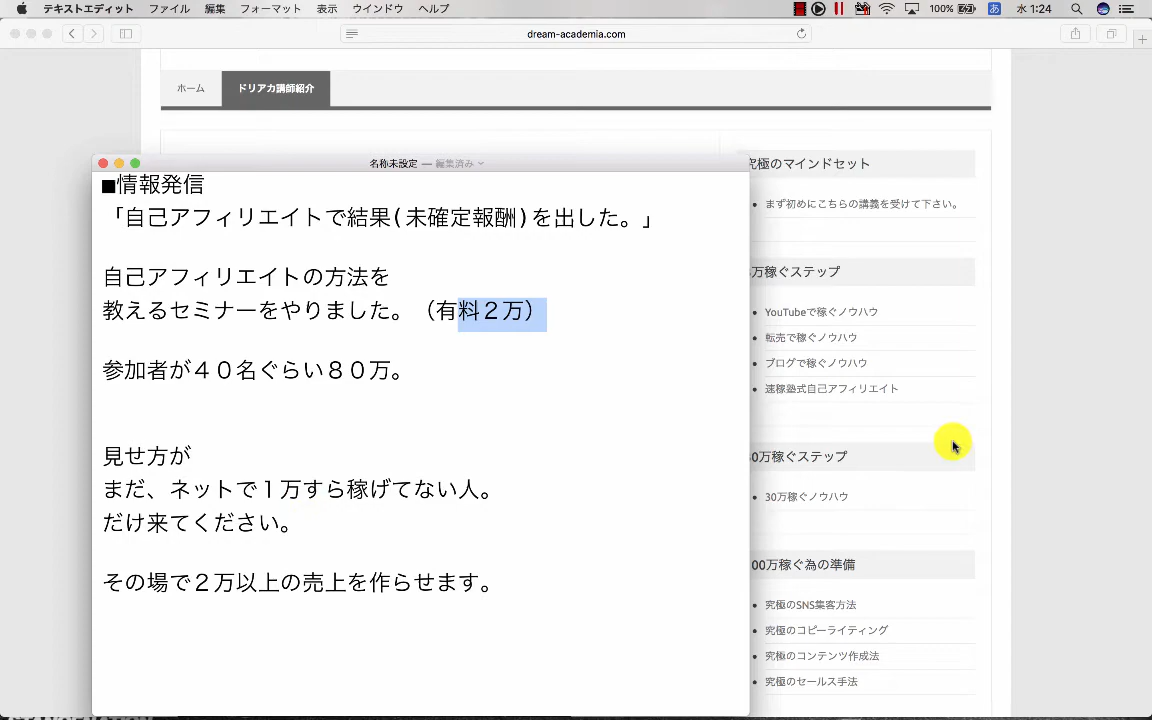 テキストエディット ファイル 編集 フォーマット 表示 ウインドウ ヘルプ 100% あ 水 1:24
dream-academia.com
ホーム ドリアカ講師紹介
名称未設定 — 編集済み
■情報発信
「自己アフィリエイトで結果(未確定報酬)を出した。」
自己アフィリエイトの方法を
教えるセミナーをやりました。（有料２万）
参加者が４０名ぐらい８０万。
見せ方が
まだ、ネットで１万すら稼げてない人。
だけ来てください。
その場で２万以上の売上を作らせます。
究極のマインドセット
まず初めにこちらの講義を受けて下さい。
万稼ぐステップ
YouTubeで稼ぐノウハウ
転売で稼ぐノウハウ
ブログで稼ぐノウハウ
速稼塾式自己アフィリエイト
0万稼ぐステップ
30万稼ぐノウハウ
00万稼ぐ為の準備
究極のSNS集客方法
究極のコピーライティング
究極のコンテンツ作成法
究極のセールス手法